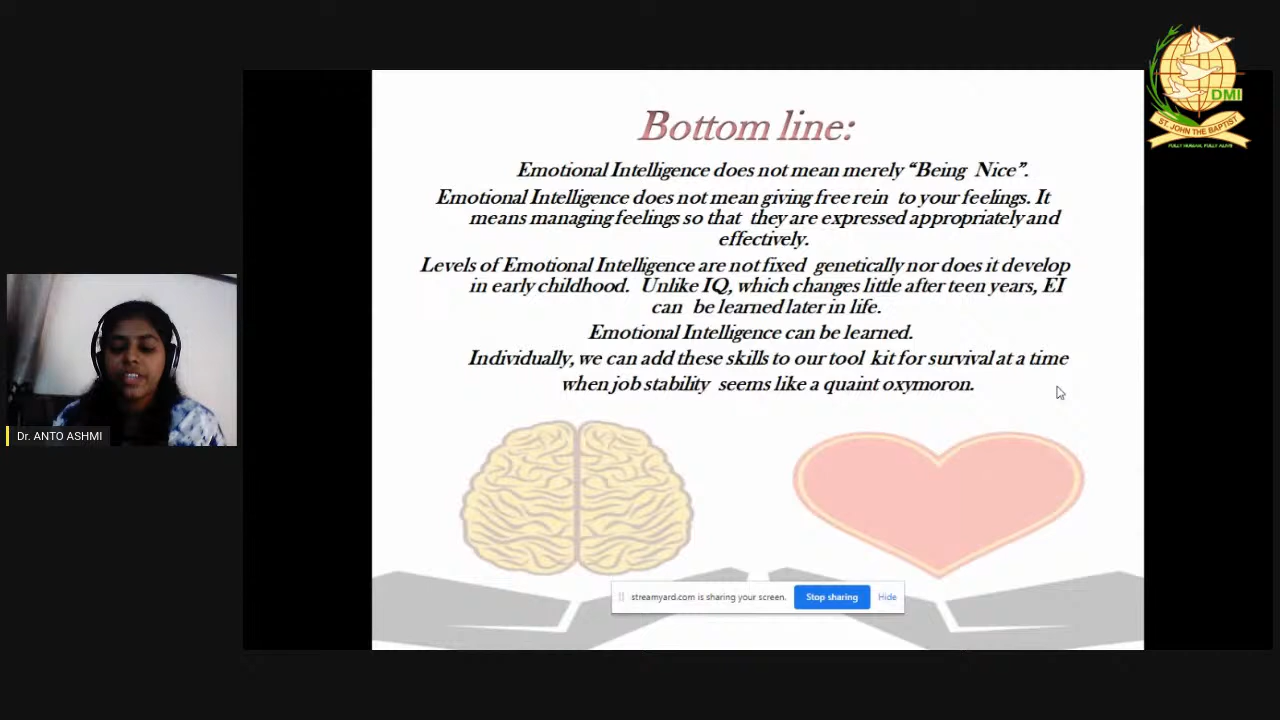 DMI
ST. JOHN THE BAPTIST
FULLY HUMAN, FULLY ALIVE
Bottom line:
Emotional Intelligence does not mean merely “Being Nice”.
Emotional Intelligence does not mean giving free rein to your feelings. It
means managing feelings so that they are expressed appropriately and
effectively.
Levels of Emotional Intelligence are not fixed genetically nor does it develop
in early childhood. Unlike IQ, which changes little after teen years, EI
can be learned later in life.
Emotional Intelligence can be learned.
Individually, we can add these skills to our tool kit for survival at a time
when job stability seems like a quaint oxymoron.
Dr. ANTO ASHMI
streamyard.com is sharing your screen.
Stop sharing
Hide